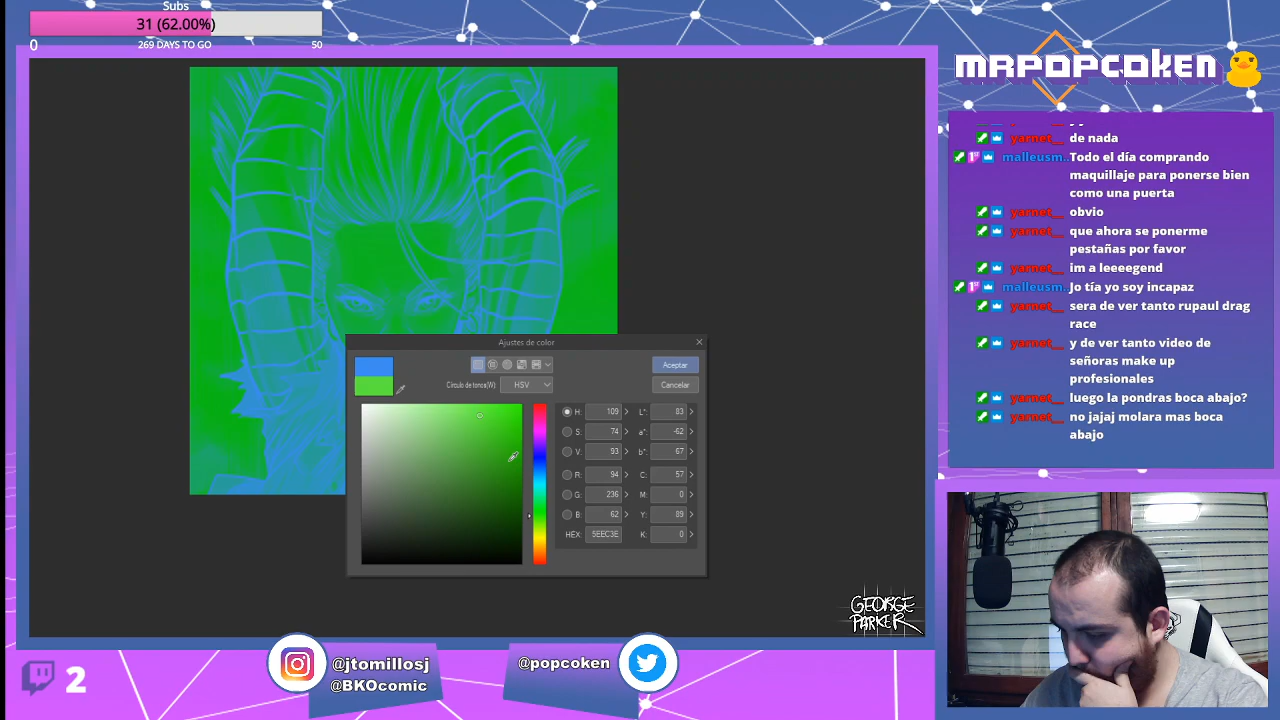 Subs
31 (62.00%)
0
269 DAYS TO GO
50
MRPOPCOKEN
yarnet__ de nada
malleusm.. Todo el día comprando
maquillaje para ponerse bien
como una puerta
yarnet__ obvio
yarnet__ que ahora se ponerme
pestañas por favor
yarnet__ im a leeeegend
malleusm.. Jo tía yo soy incapaz
yarnet__ sera de ver tanto rupaul drag
race
yarnet__ y de ver tanto video de
señoras make up
profesionales
yarnet__ luego la pondras boca abajo?
yarnet__ no jajaj molara mas boca
abajo
Ajustes de color
Aceptar
Círculo de tonos(W):
HSV
Cancelar
H: 109 L*: 83
S: 74 a*: -62
V: 93 b*: 67
R: 94 C: 57
G: 236 M: 0
B: 62 Y: 89
HEX: 5EEC3E K: 0
GEORGE
PARKER
2
@jtomillosj
@BKOcomic
@popcoken